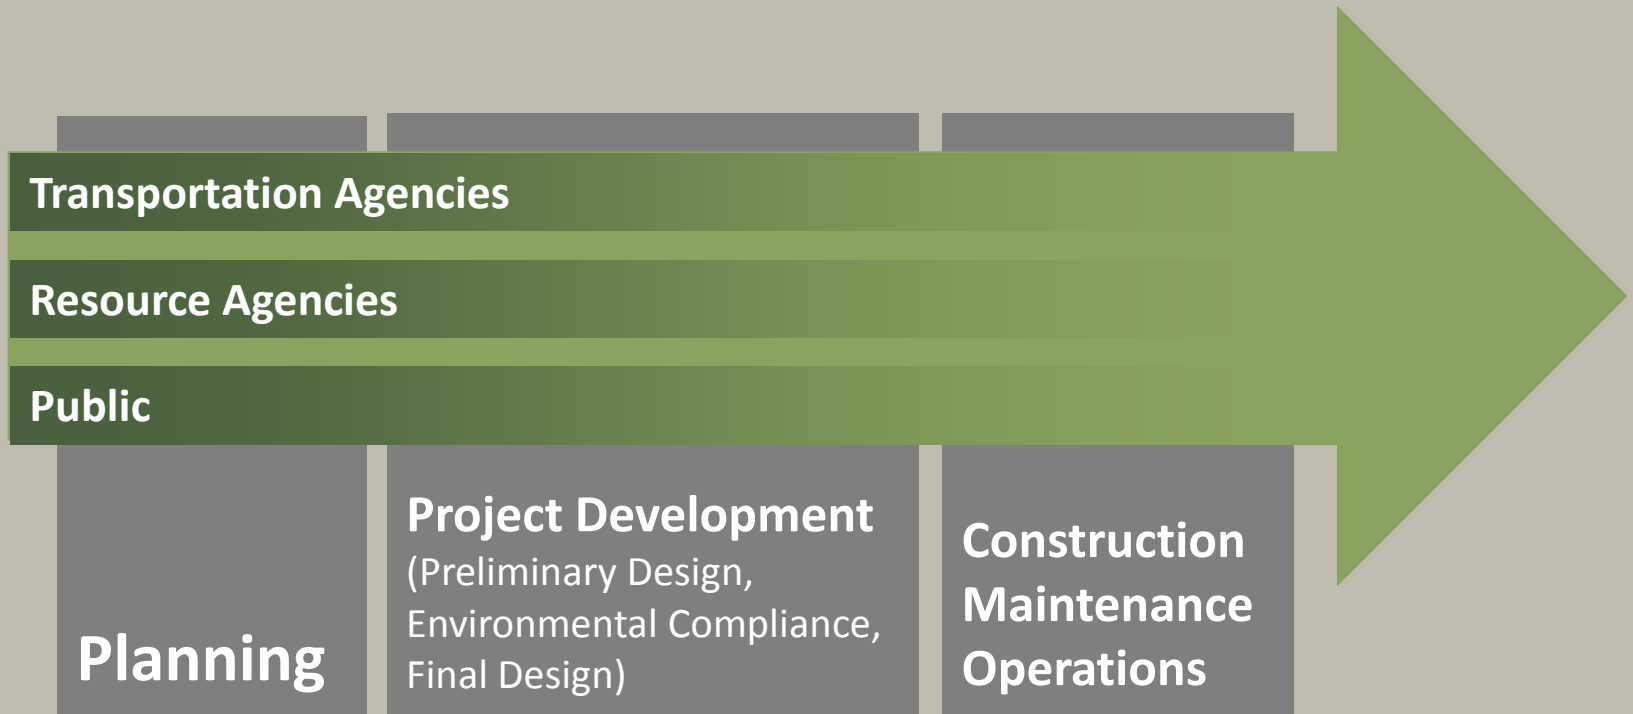 Transportation Agencies
Resource Agencies
Public
Planning
Project Development
(Preliminary Design,
Environmental Compliance,
Final Design)
Construction
Maintenance
Operations